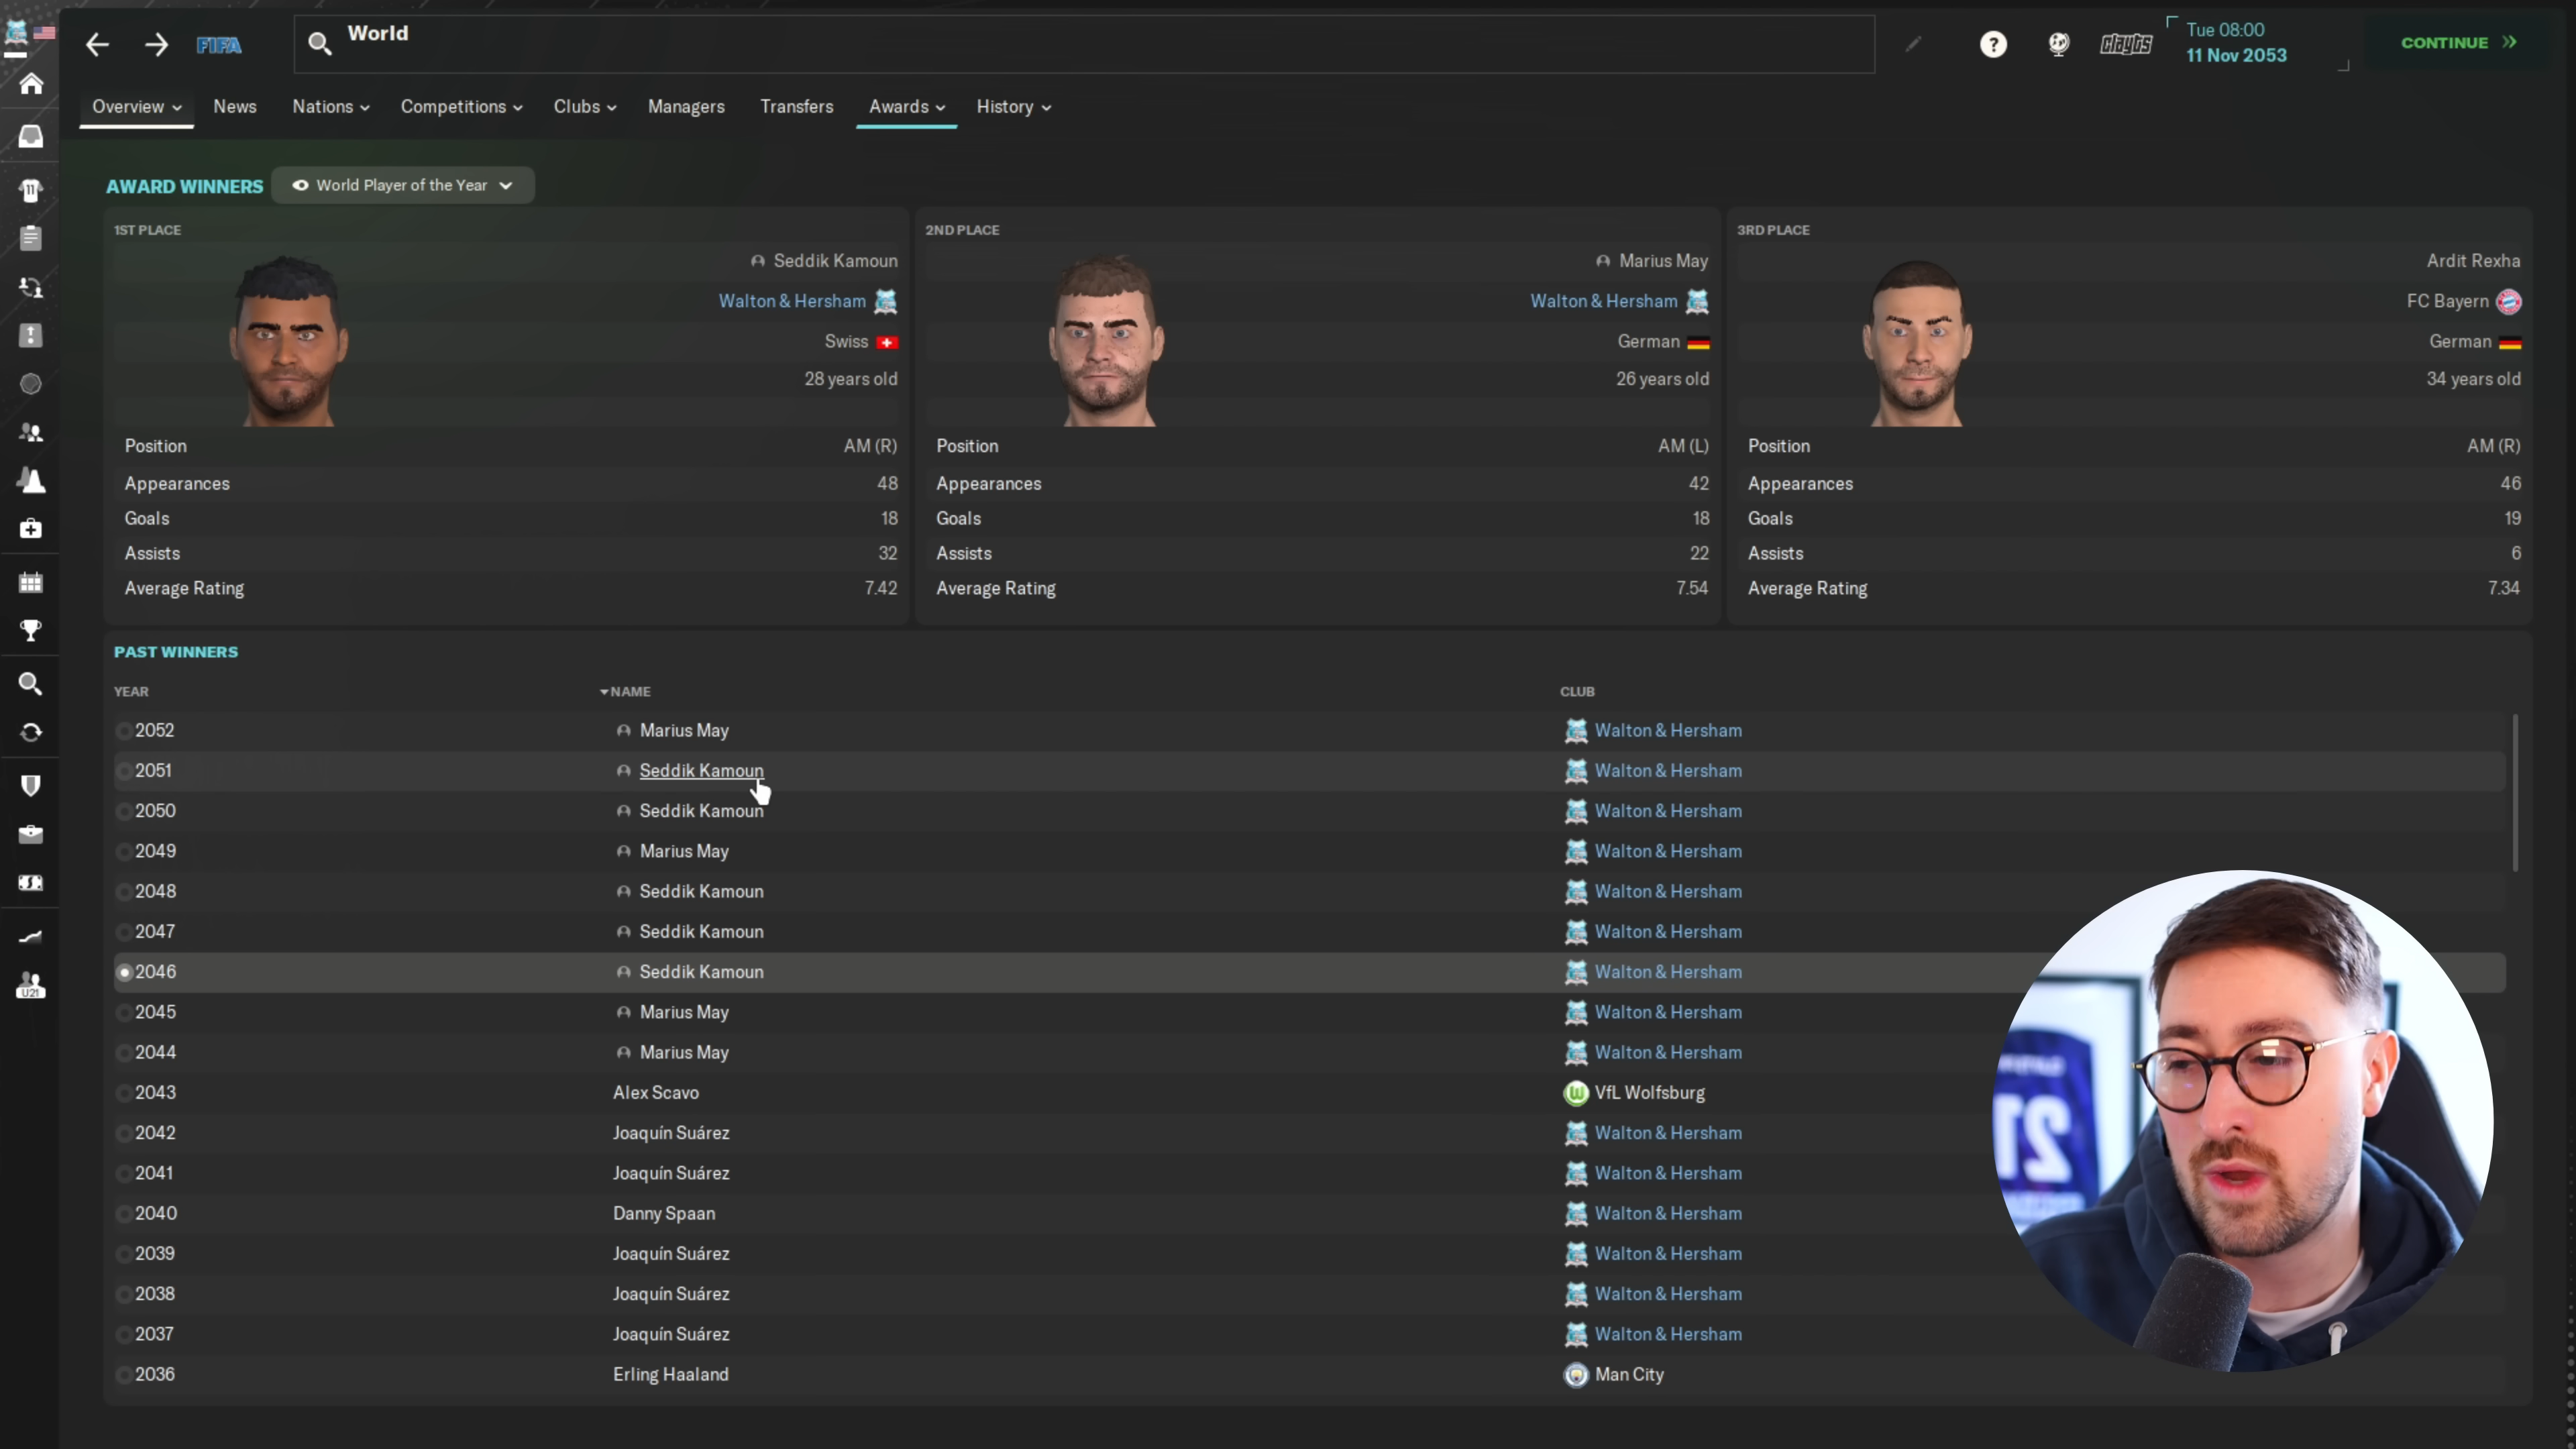 World
FIFA
clayts
Tue 08:00
11 Nov 2053
CONTINUE
Overview
News
Nations
Competitions
Clubs
Managers
Transfers
Awards
History
AWARD WINNERS
World Player of the Year
1ST PLACE
Seddik Kamoun
Walton & Hersham
Swiss
28 years old
Position AM (R)
Appearances 48
Goals 18
Assists 32
Average Rating 7.42
2ND PLACE
Marius May
Walton & Hersham
German
26 years old
Position AM (L)
Appearances 42
Goals 18
Assists 22
Average Rating 7.54
3RD PLACE
Ardit Rexha
FC Bayern
German
34 years old
Position AM (R)
Appearances 46
Goals 19
Assists 6
Average Rating 7.34
PAST WINNERS
YEAR NAME CLUB
2052 Marius May Walton & Hersham
2051 Seddik Kamoun Walton & Hersham
2050 Seddik Kamoun Walton & Hersham
2049 Marius May Walton & Hersham
2048 Seddik Kamoun Walton & Hersham
2047 Seddik Kamoun Walton & Hersham
2046 Seddik Kamoun Walton & Hersham
2045 Marius May Walton & Hersham
2044 Marius May Walton & Hersham
2043 Alex Scavo VfL Wolfsburg
2042 Joaquín Suárez Walton & Hersham
2041 Joaquín Suárez Walton & Hersham
2040 Danny Spaan Walton & Hersham
2039 Joaquín Suárez Walton & Hersham
2038 Joaquín Suárez Walton & Hersham
2037 Joaquín Suárez Walton & Hersham
2036 Erling Haaland Man City
11
U21
21